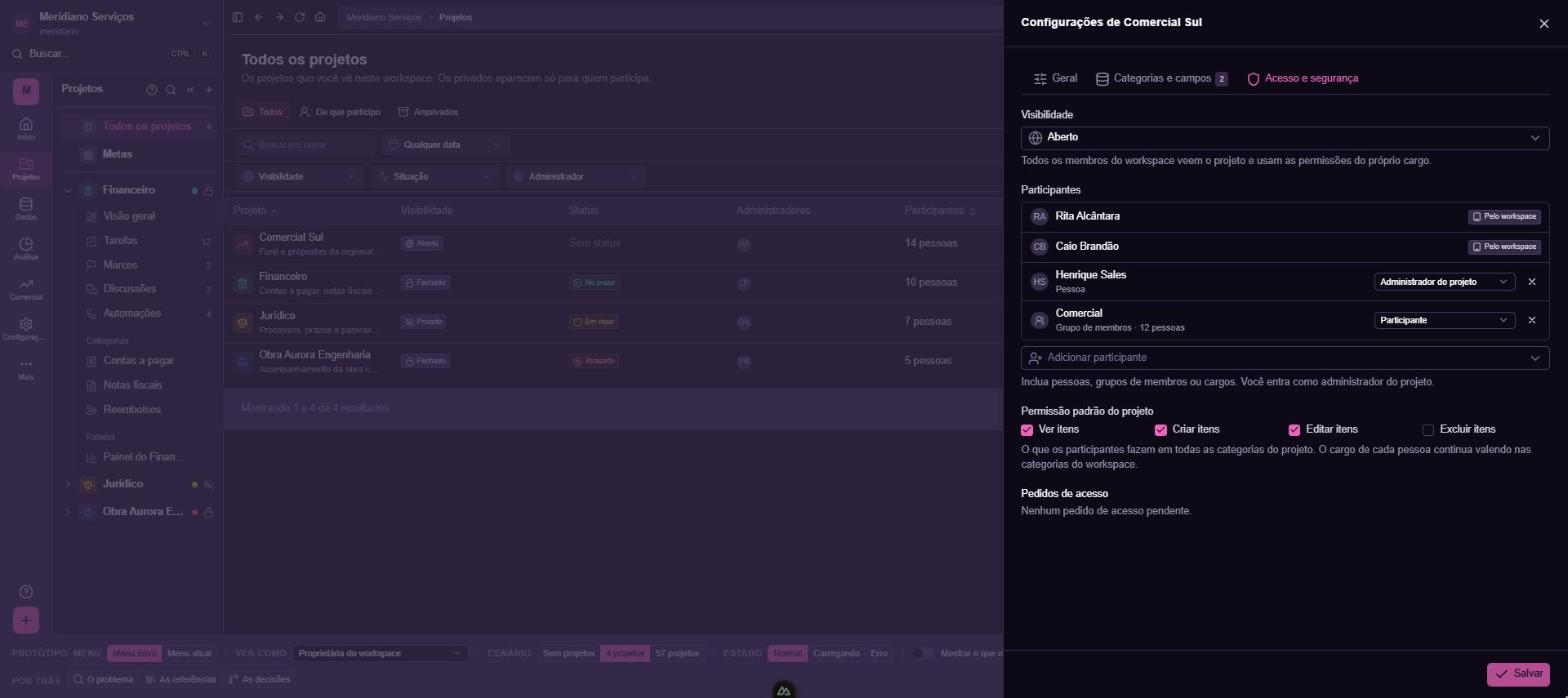 ME
Meridiano Serviços
meridiano
Buscar...
CTRL
K
M
Início
Projetos
Dados
Análise
Comercial
Configuraç...
Mais
Projetos
Todos os projetos
4
Metas
Financeiro
Visão geral
Tarefas
12
Marcos
2
Discussões
3
Automações
4
Categorias
Contas a pagar
Notas fiscais
Reembolsos
Painéis
Painel do Finan...
Jurídico
Obra Aurora E...
Meridiano Serviços
Projetos
Todos os projetos
Os projetos que você vê neste workspace. Os privados aparecem só para quem participa.
Todos
De que participo
Arquivados
Buscar por nome
Qualquer data
Visibilidade
Situação
Administrador
Projeto
Visibilidade
Status
Administradores
Participantes
Comercial Sul
Funil e propostas da regional...
Aberto
Sem status
HS
14 pessoas
Financeiro
Contas a pagar, notas fiscais...
Fechado
No prazo
LP
10 pessoas
Jurídico
Processos, prazos e parecer...
Privado
Em risco
7 pessoas
Obra Aurora Engenharia
Acompanhamento da obra c...
Fechado
Atrasado
5 pessoas
Mostrando 1 a 4 de 4 resultados
PROTÓTIPO
MENU
Menu novo
Menu atual
VER COMO
Proprietária do workspace
CENÁRIO
Sem projetos
4 projetos
57 projetos
ESTADO
Normal
Carregando
Erro
Mostrar o que m
POR TRÁS
O problema
As referências
As decisões
Configurações de Comercial Sul
Geral
Categorias e campos
2
Acesso e segurança
Visibilidade
Aberto
Todos os membros do workspace veem o projeto e usam as permissões do próprio cargo.
Participantes
RA
Rita Alcântara
Pelo workspace
CB
Caio Brandão
Pelo workspace
HS
Henrique Sales
Pessoa
Administrador do projeto
Comercial
Grupo de membros · 12 pessoas
Participante
Adicionar participante
Inclua pessoas, grupos de membros ou cargos. Você entra como administrador do projeto.
Permissão padrão do projeto
Ver itens
Criar itens
Editar itens
Excluir itens
O que os participantes fazem em todas as categorias do projeto. O cargo de cada pessoa continua valendo nas
categorias do workspace.
Pedidos de acesso
Nenhum pedido de acesso pendente.
Salvar